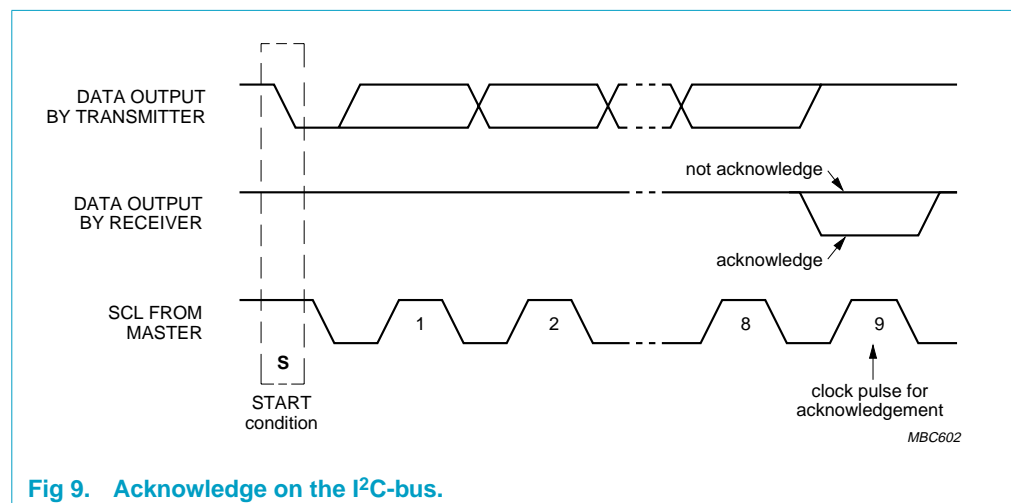 DATA OUTPUT
BY TRANSMITTER
not acknowledge
DATA OUTPUT
BY RECEIVER
acknowledge
SCL FROM
MASTER
1
2
8
9
S
START
condition
clock pulse for
acknowledgement
MBC602
Fig 9. Acknowledge on the I²C-bus.